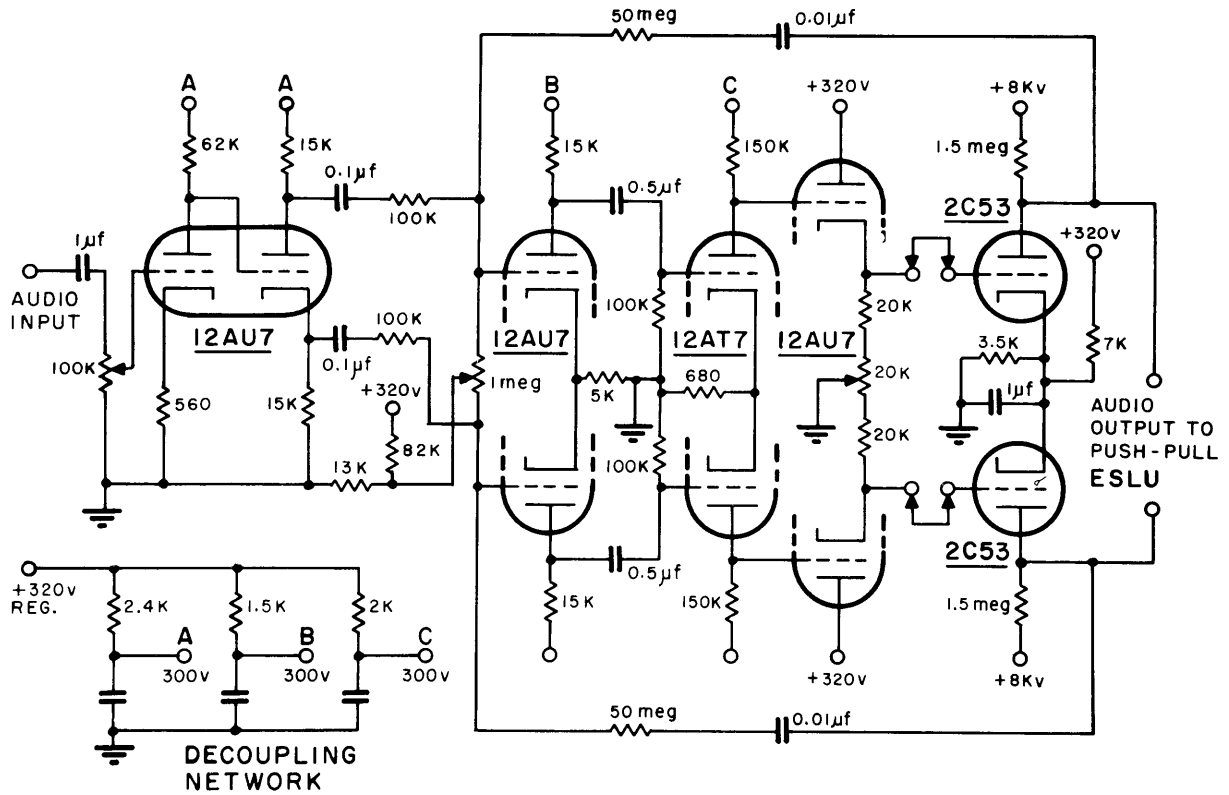 50 meg
0.01µf
A
A
B
C
+320v
+8Kv
62K
15K
15K
150K
1.5 meg
0.1µf
0.5µf
100K
2C53
+320v
1µf
AUDIO
INPUT
12AU7
100K
100K
12AU7
12AT7
12AU7
20K
3.5K
7K
100K
0.1µf
1 meg
680
20K
1µf
+320v
5K
560
15K
20K
AUDIO
OUTPUT TO
PUSH-PULL
ESLU
82K
13K
100K
2C53
0.5µf
+320v
REG.
2.4K
1.5K
2K
15K
150K
1.5 meg
A
B
C
300v
300v
300v
+320v
+8Kv
50 meg
0.01µf
DECOUPLING
NETWORK